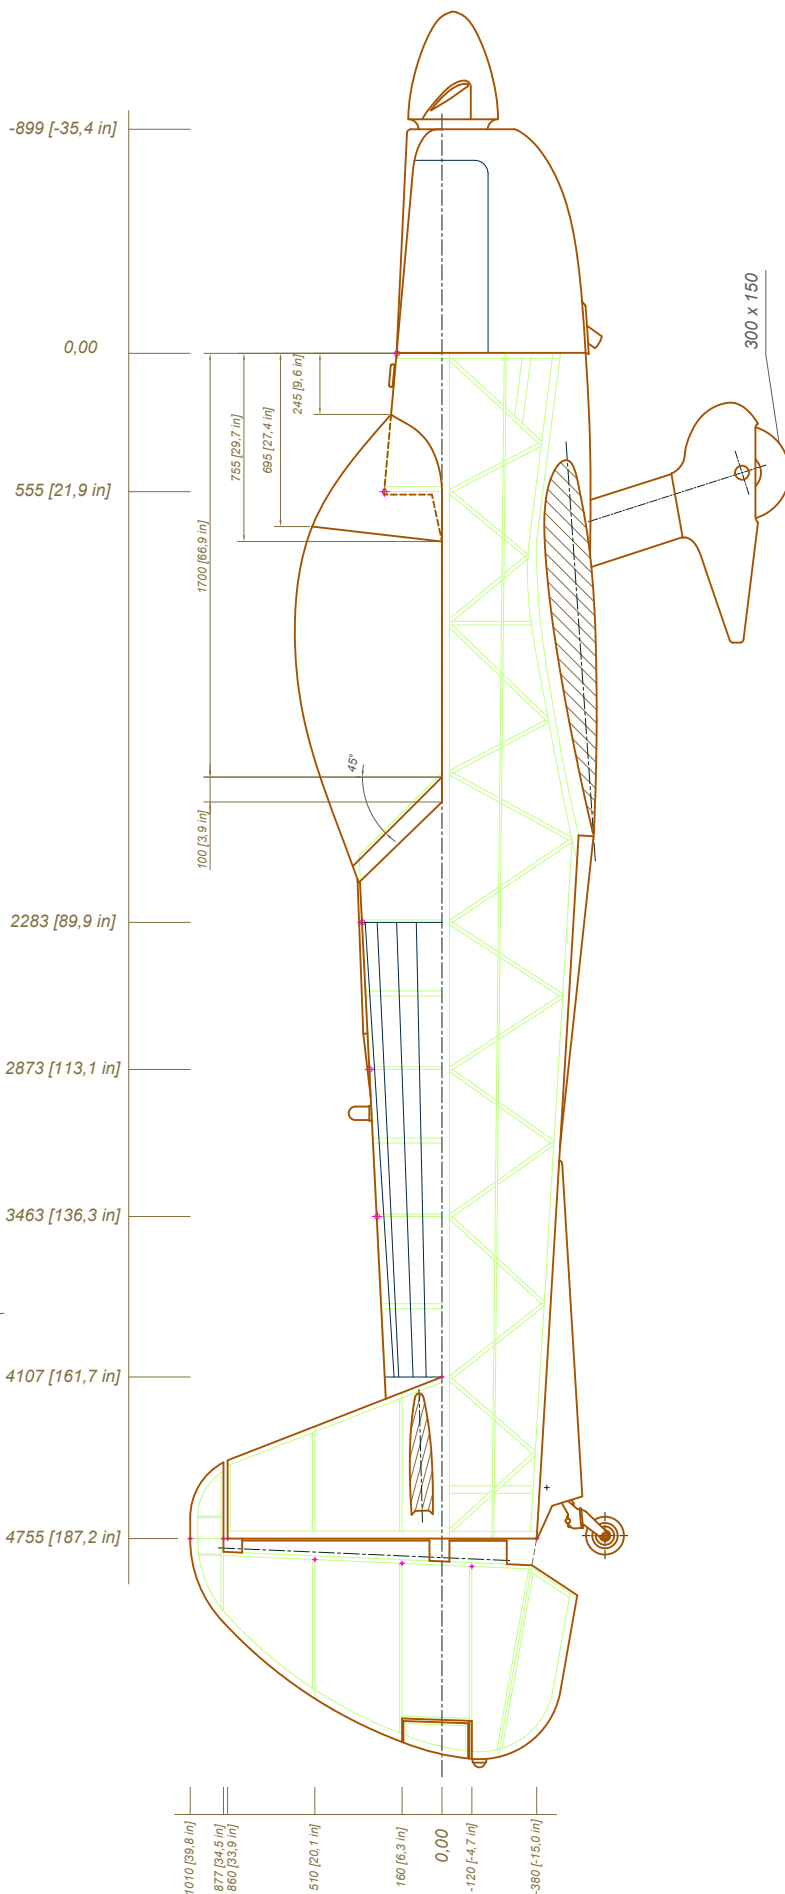 -899 [-35,4 in]
0,00
555 [21,9 in]
2283 [89,9 in]
2873 [113,1 in]
3463 [136,3 in]
4107 [161,7 in]
4755 [187,2 in]
245 [9,6 in]
695 [27,4 in]
755 [29,7 in]
1700 [66,9 in]
100 [3,9 in]
45°
300 x 150
1010 [39,8 in]
877 [34,5 in]
860 [33,9 in]
510 [20,1 in]
160 [6,3 in]
0,00
-120 [-4,7 in]
-380 [-15,0 in]